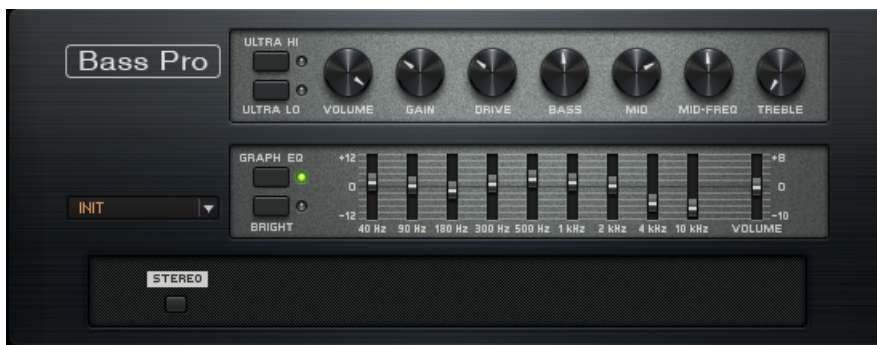 Bass Pro
ULTRA HI
ULTRA LO
VOLUME GAIN DRIVE BASS MID MID-FREQ TREBLE
GRAPH EQ
+12
0
-12
+8
0
-10
BRIGHT
40 Hz 90 Hz 180 Hz 300 Hz 500 Hz 1 kHz 2 kHz 4 kHz 10 kHz VOLUME
INIT
STEREO